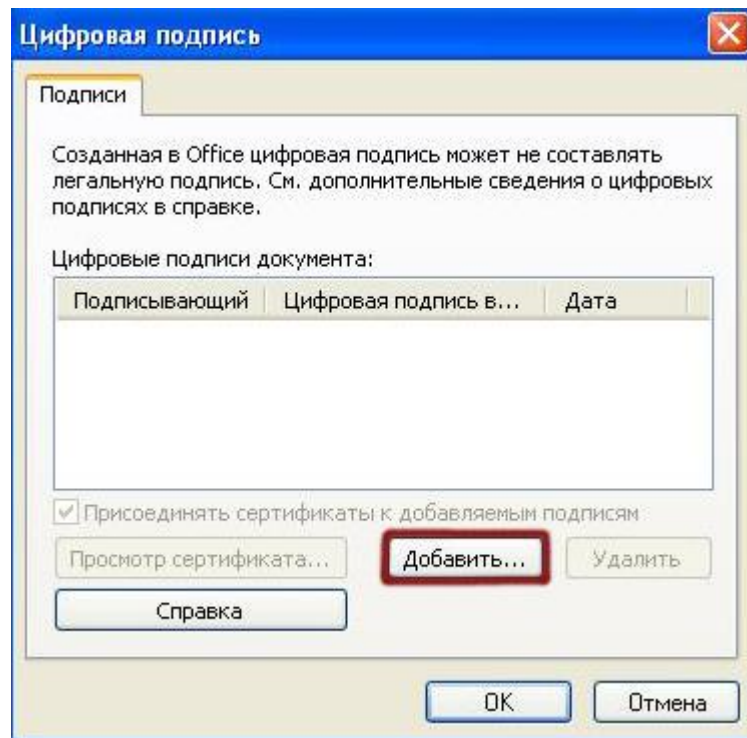 Цифровая подпись
Подписи
Созданная в Office цифровая подпись может не составлять
легальную подпись. См. дополнительные сведения о цифровых
подписях в справке.
Цифровые подписи документа:
Подписывающий Цифровая подпись в... Дата
Присоединять сертификаты к добавляемым подписям
Просмотр сертификата... Добавить... Удалить
Справка
ОК Отмена